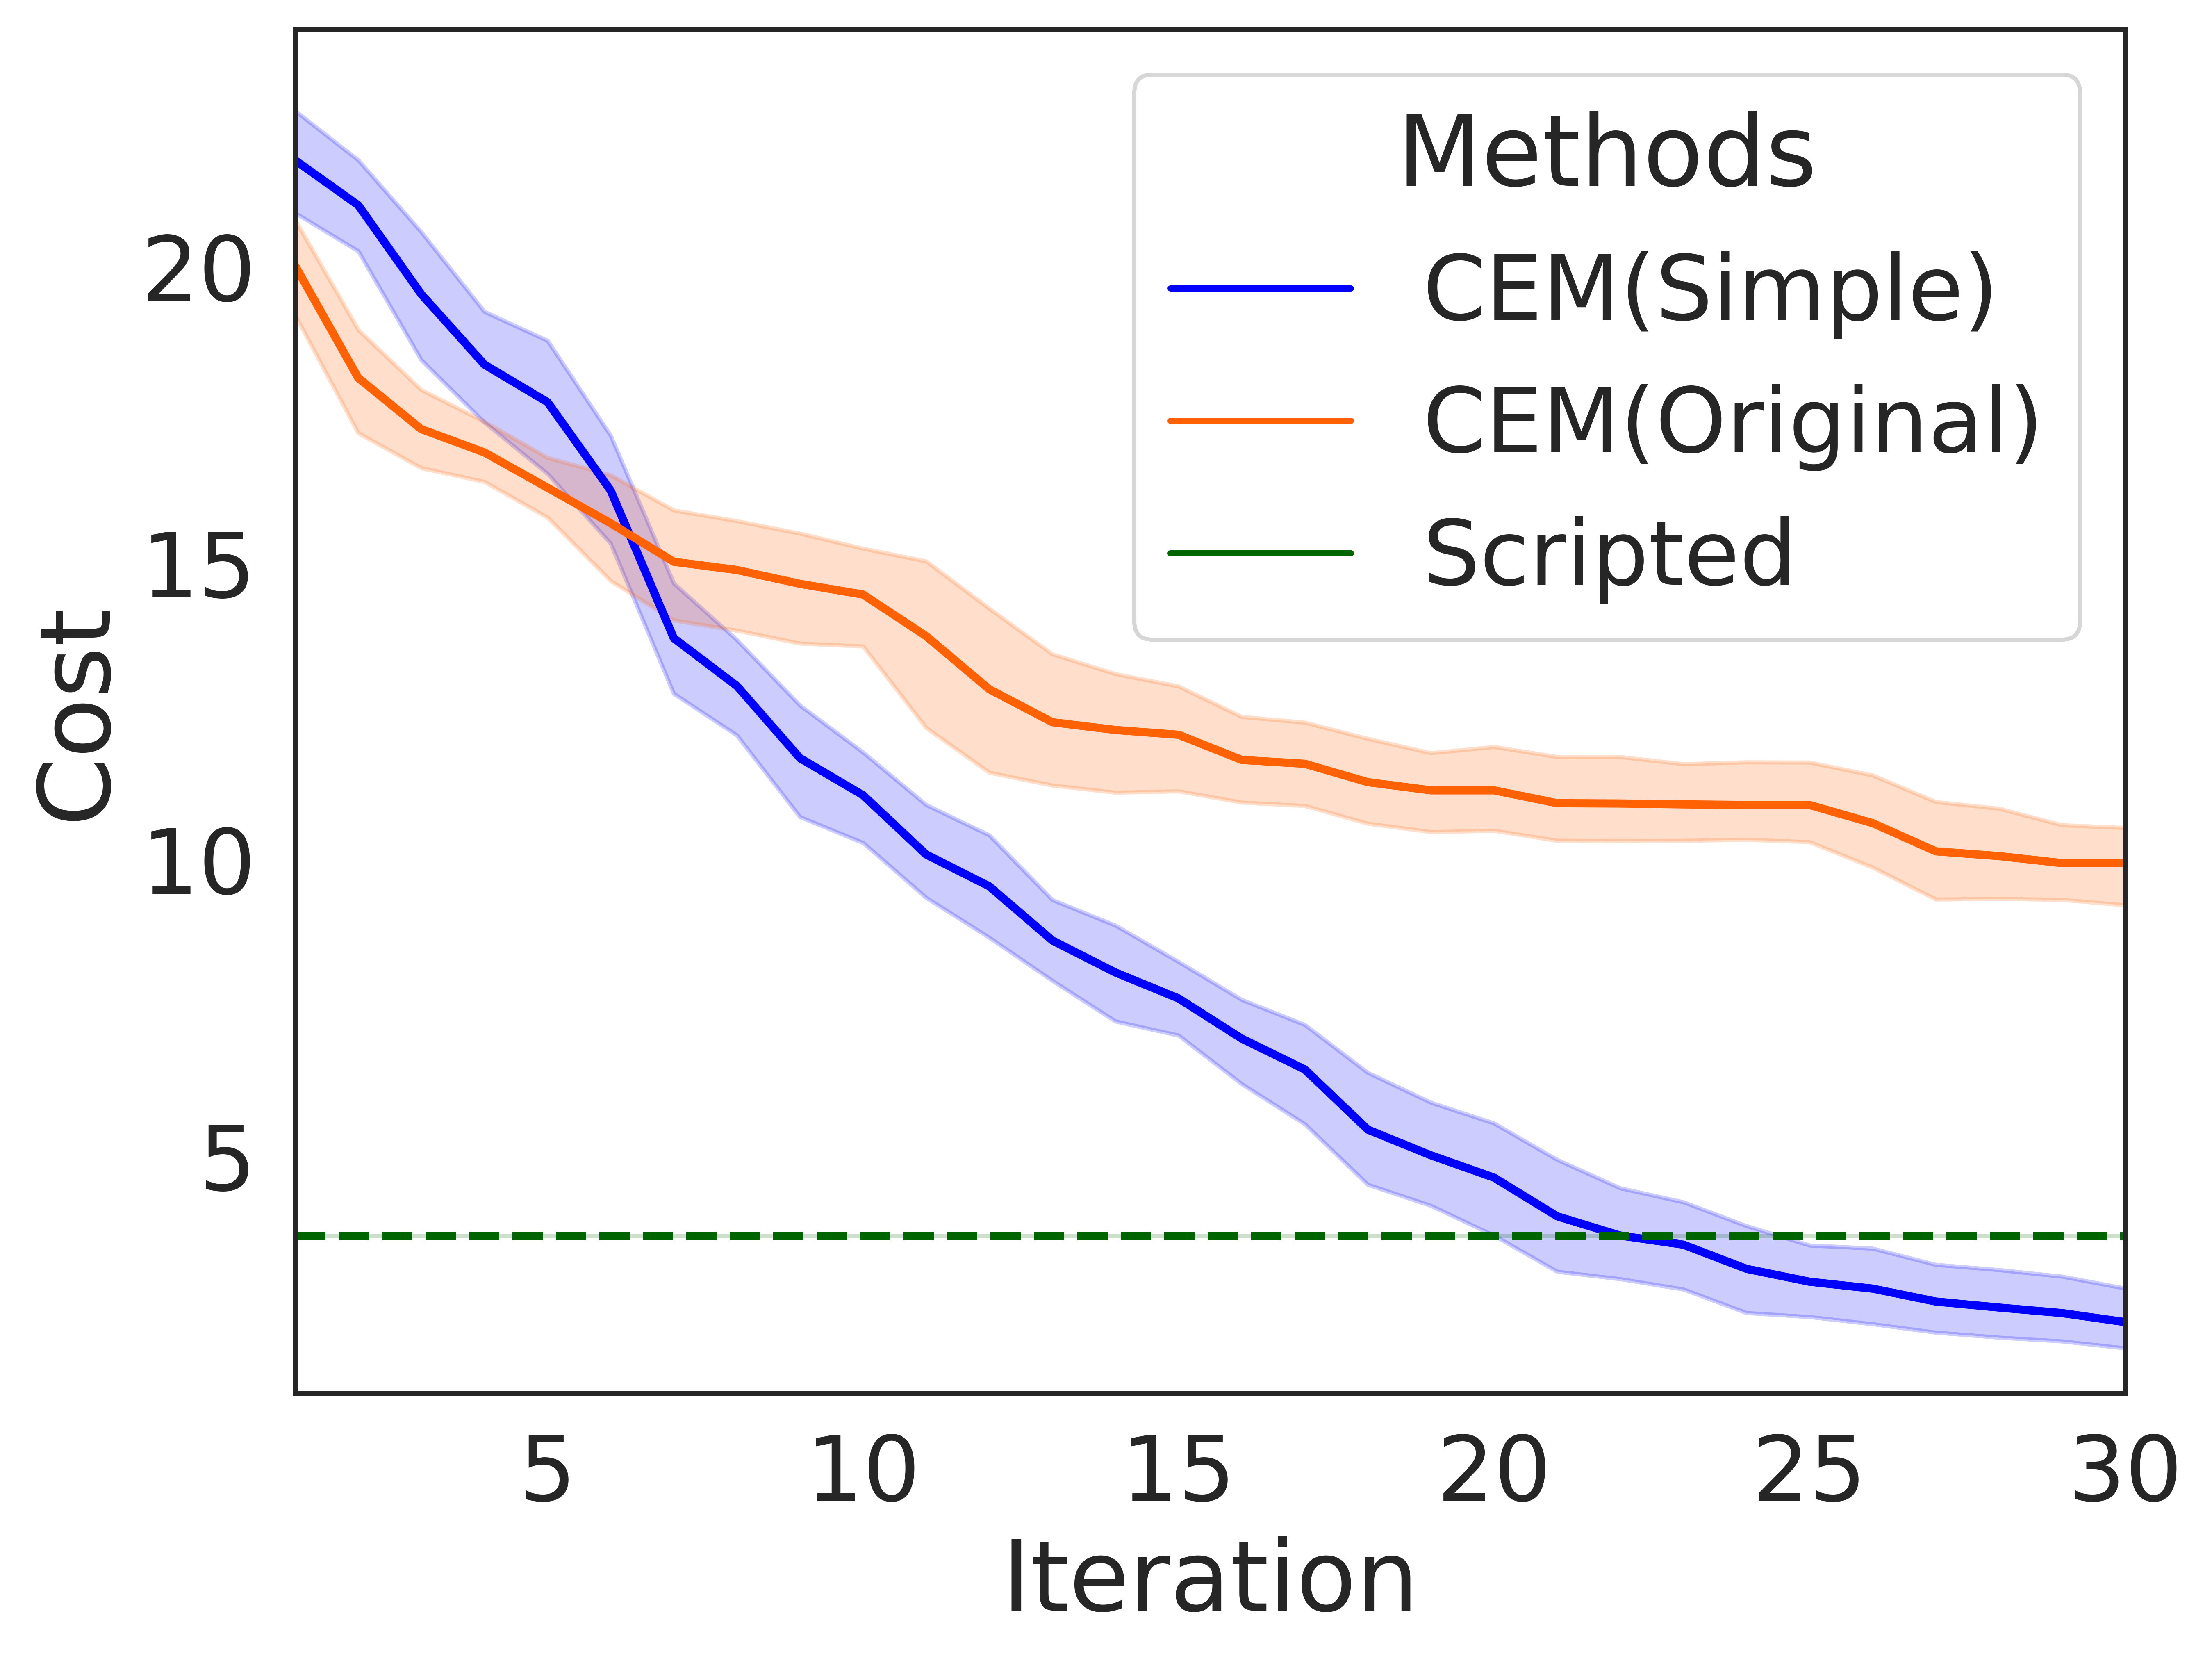 Methods
CEM(Simple)
CEM(Original)
Scripted
Cost
20
15
10
5
5 10 15 20 25 30
Iteration